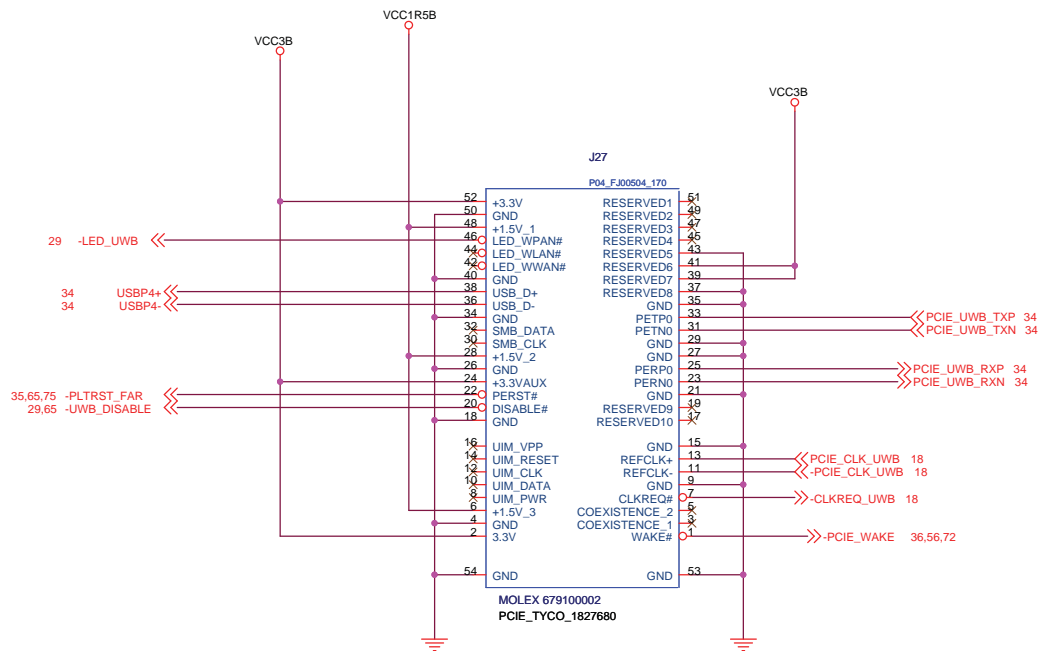 VCC1R5B
VCC3B
VCC3B
J27
P04_FJ00504_170
52 +3.3V RESERVED1 51
50 GND RESERVED2 49
48 +1.5V_1 RESERVED3 47
29 -LED_UWB 46 LED_WPAN# RESERVED4 45
44 LED_WLAN# RESERVED5 43
42 LED_WWAN# RESERVED6 41
40 GND RESERVED7 39
34 USBP4+ 38 USB_D+ RESERVED8 37
34 USBP4- 36 USB_D- GND 35
34 GND PETP0 33 PCIE_UWB_TXP 34
32 SMB_DATA PETN0 31 PCIE_UWB_TXN 34
30 SMB_CLK GND 29
28 +1.5V_2 GND 27
26 GND PERP0 25 PCIE_UWB_RXP 34
24 +3.3VAUX PERN0 23 PCIE_UWB_RXN 34
35,65,75 -PLTRST_FAR 22 PERST# GND 21
29,65 -UWB_DISABLE 20 DISABLE# RESERVED9 19
18 GND RESERVED10 17
16 UIM_VPP GND 15
14 UIM_RESET REFCLK+ 13 PCIE_CLK_UWB 18
12 UIM_CLK REFCLK- 11 -PCIE_CLK_UWB 18
10 UIM_DATA GND 9
8 UIM_PWR CLKREQ# 7 -CLKREQ_UWB 18
6 +1.5V_3 COEXISTENCE_2 5
4 GND COEXISTENCE_1 3
2 3.3V WAKE# 1 -PCIE_WAKE 36,56,72
54 GND GND 53
MOLEX 679100002
PCIE_TYCO_1827680